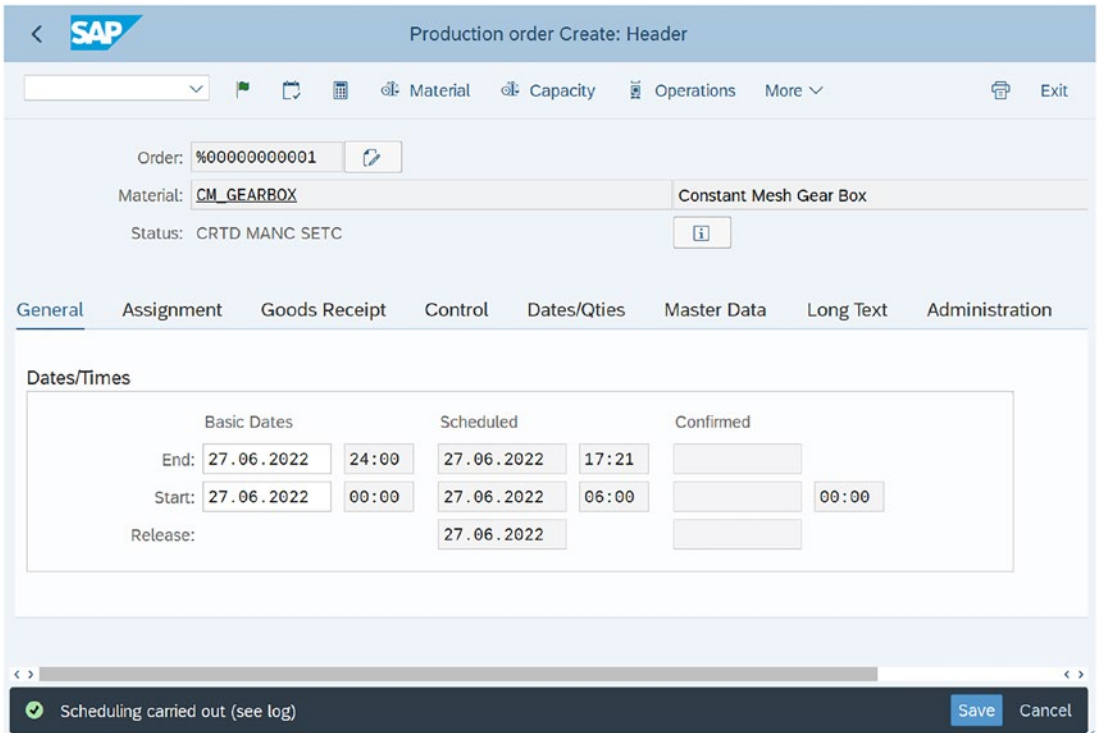 SAP Production order Create: Header
Material Capacity Operations More Exit
Order: %00000000001
Material: CM_GEARBOX Constant Mesh Gear Box
Status: CRTD MANC SETC
General Assignment Goods Receipt Control Dates/Qties Master Data Long Text Administration
Dates/Times
Basic Dates Scheduled Confirmed
End: 27.06.2022 24:00 27.06.2022 17:21
Start: 27.06.2022 00:00 27.06.2022 06:00 00:00
Release: 27.06.2022
Scheduling carried out (see log) Save Cancel